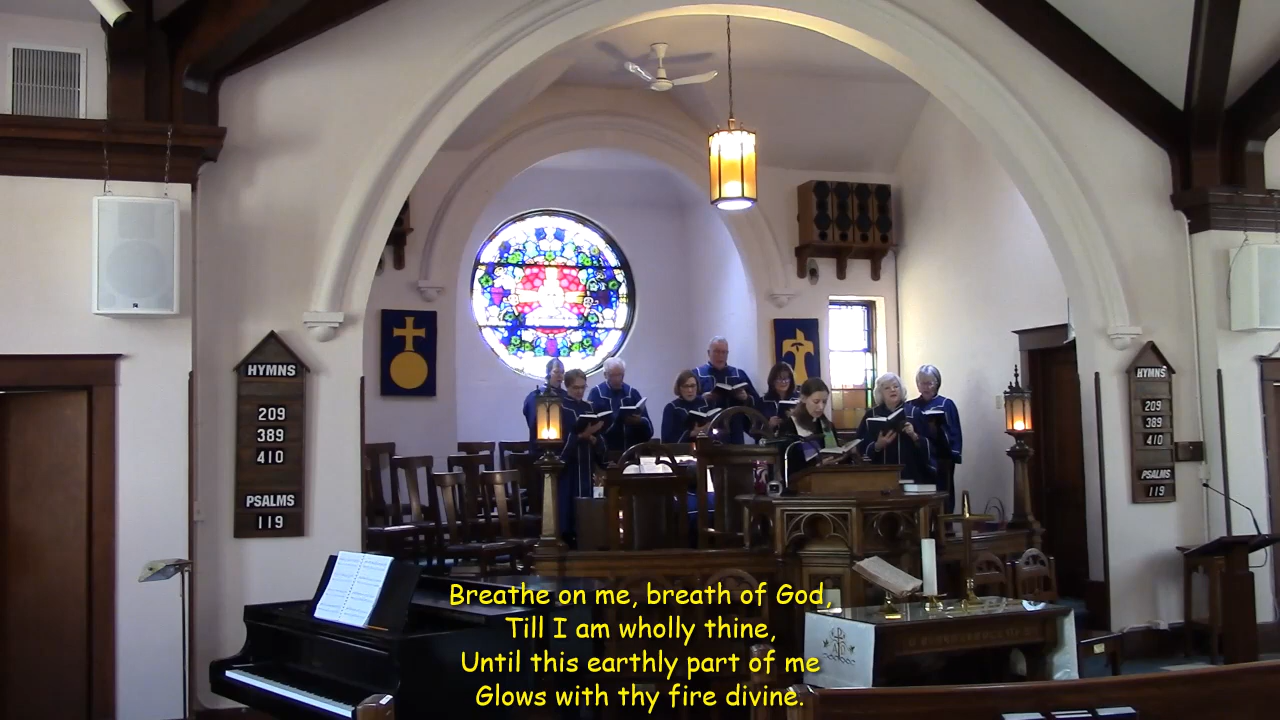 HYMNS
209
389
410
PSALMS
119
HYMNS
209
389
410
PSALMS
119
Breathe on me, breath of God,
Till I am wholly thine,
Until this earthly part of me
Glows with thy fire divine.